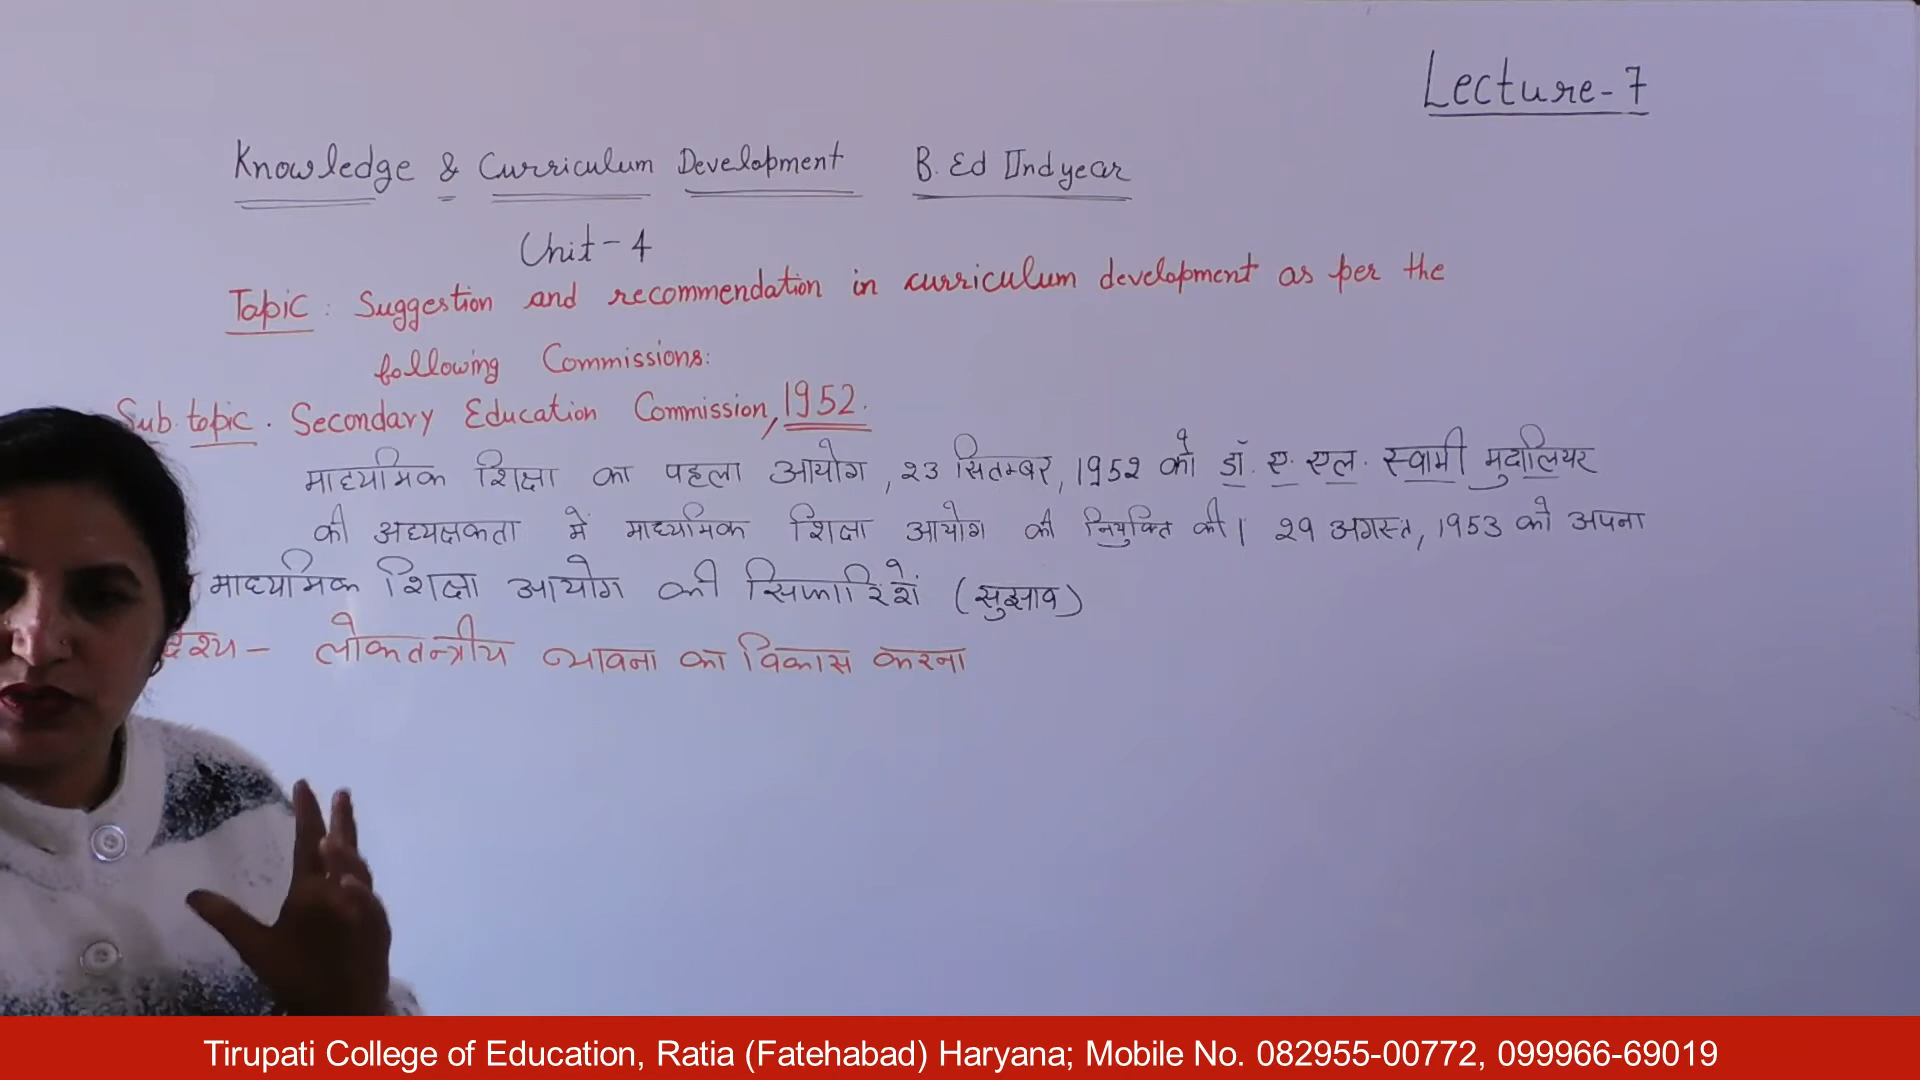 Lecture-7
Knowledge & Curriculum Development B. Ed IInd year
Unit-4
Topic: Suggestion and recommendation in curriculum development as per the
following Commissions:
Sub topic. Secondary Education Commission, 1952.
माध्यमिक शिक्षा का पहला आयोग, २३ सितम्बर, 1952 को डॉ. ए. एल. स्वामी मुदालियर
की अध्यक्षकता में माध्यमिक शिक्षा आयोग की नियुक्ति की। २९ अगस्त, 1953 को अपना
माध्यमिक शिक्षा आयोग की सिफारिशें (सुझाव)
देश्य - लोकतन्त्रीय भावना का विकास करना
Tirupati College of Education, Ratia (Fatehabad) Haryana; Mobile No. 082955-00772, 099966-69019